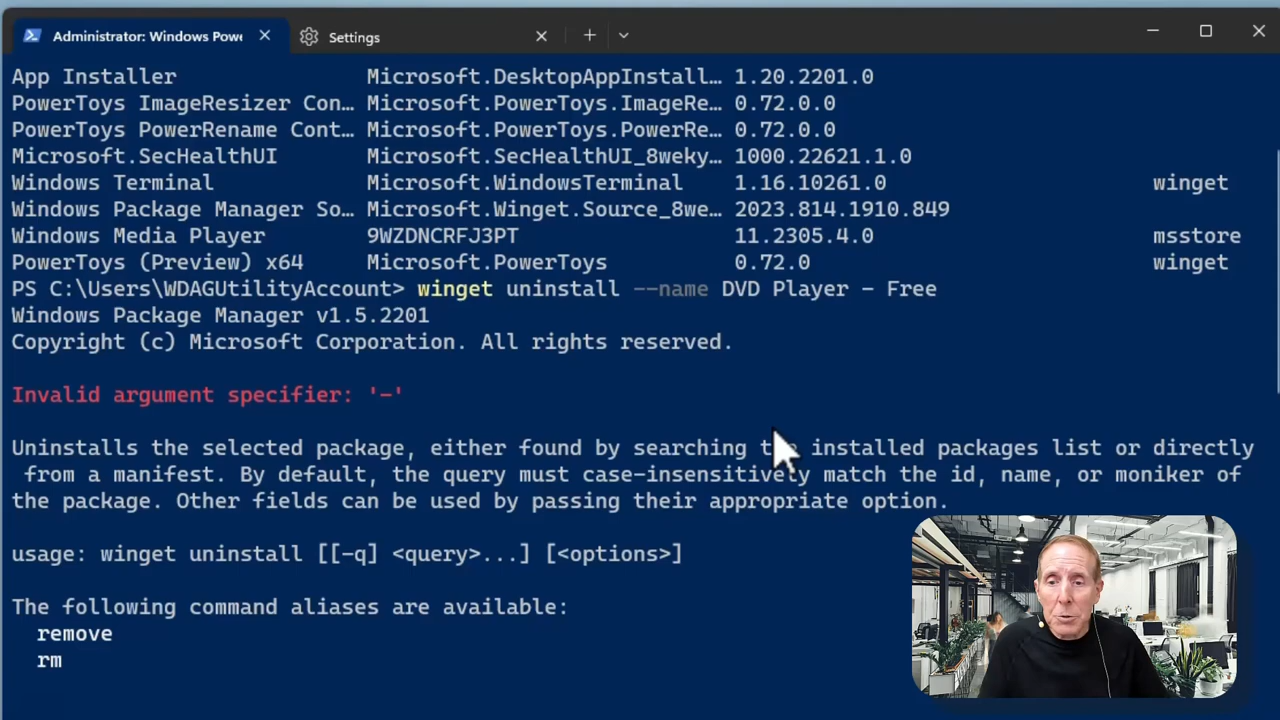 Administrator: Windows Powe
Settings
App Installer Microsoft.DesktopAppInstall… 1.20.2201.0
PowerToys ImageResizer Con… Microsoft.PowerToys.ImageRe… 0.72.0.0
PowerToys PowerRename Cont… Microsoft.PowerToys.PowerRe… 0.72.0.0
Microsoft.SecHealthUI Microsoft.SecHealthUI_8weky… 1000.22621.1.0
Windows Terminal Microsoft.WindowsTerminal 1.16.10261.0 winget
Windows Package Manager So… Microsoft.Winget.Source_8we… 2023.814.1910.849
Windows Media Player 9WZDNCRFJ3PT 11.2305.4.0 msstore
PowerToys (Preview) x64 Microsoft.PowerToys 0.72.0 winget
PS C:\Users\WDAGUtilityAccount> winget uninstall --name DVD Player - Free
Windows Package Manager v1.5.2201
Copyright (c) Microsoft Corporation. All rights reserved.
Invalid argument specifier: '-'
Uninstalls the selected package, either found by searching the installed packages list or directly
from a manifest. By default, the query must case-insensitively match the id, name, or moniker of
the package. Other fields can be used by passing their appropriate option.
usage: winget uninstall [[-q] <query>...] [<options>]
The following command aliases are available:
remove
rm